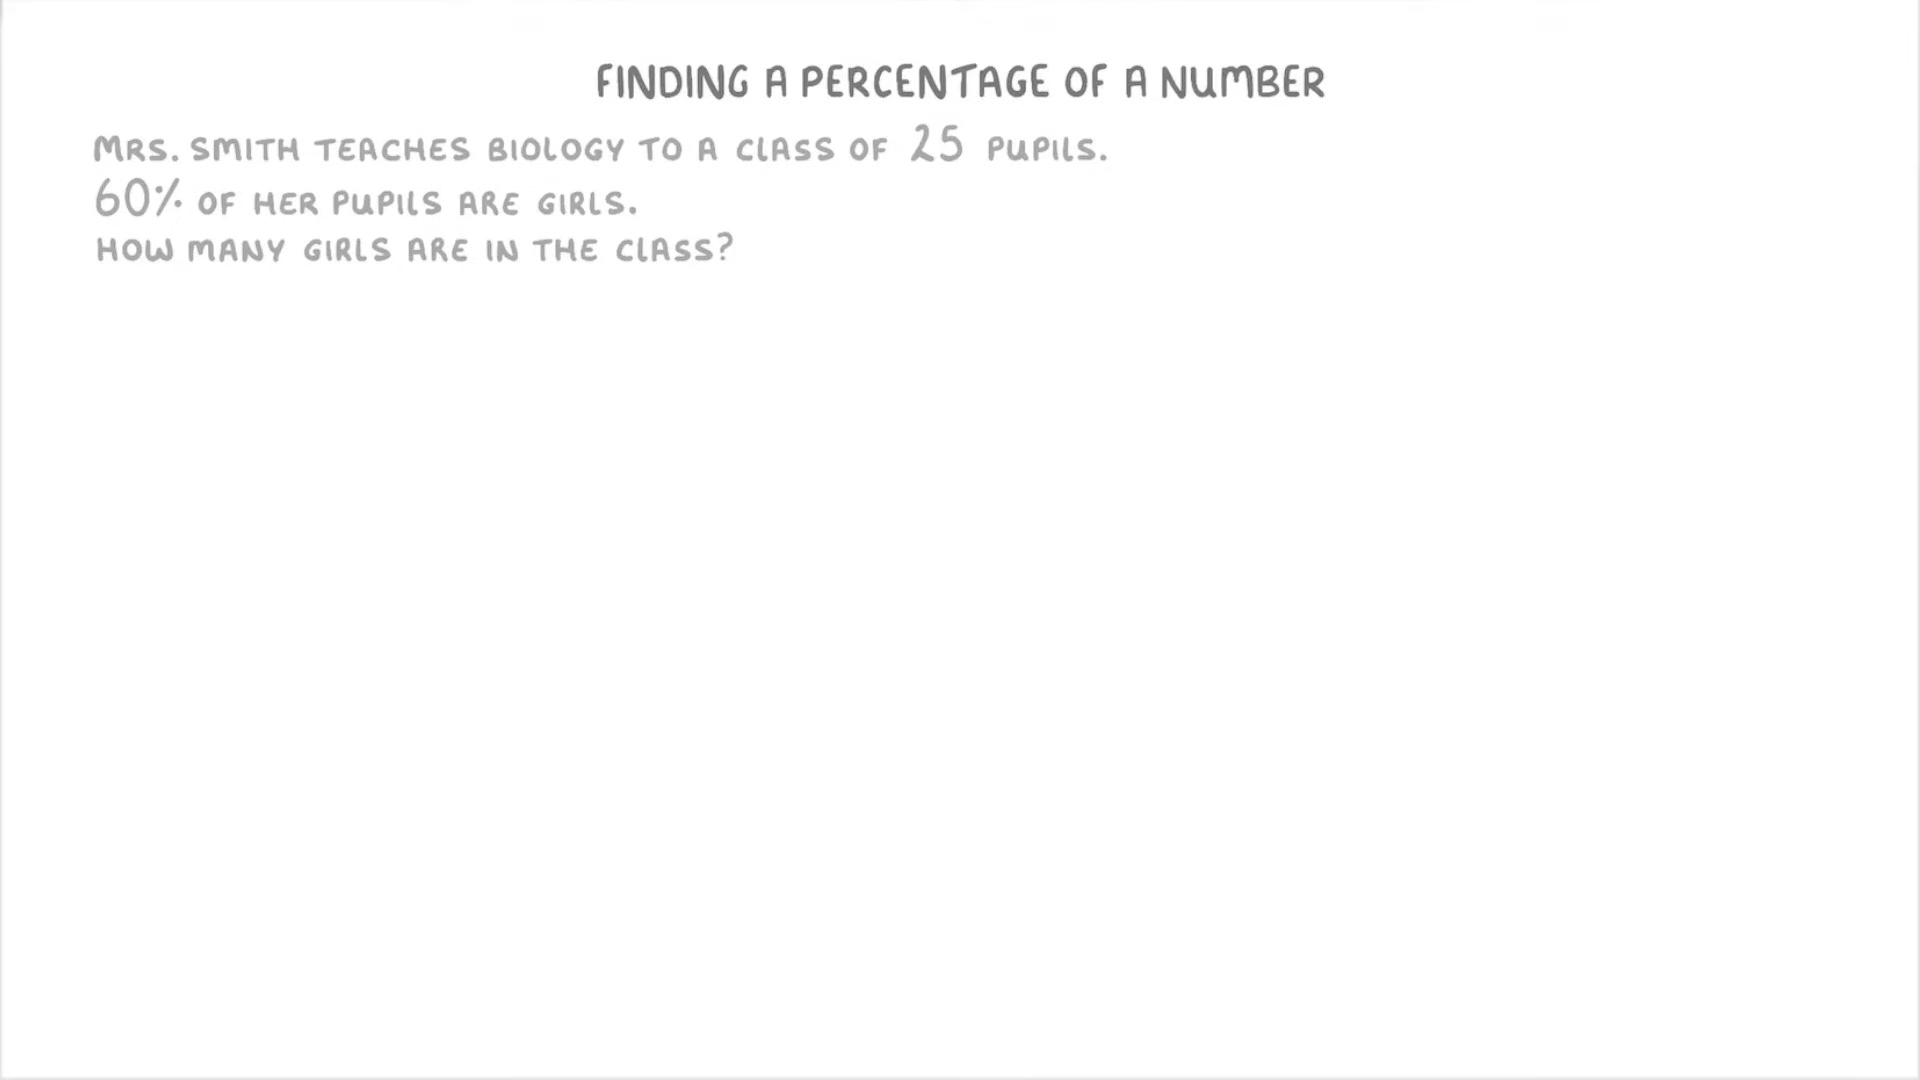 FINDING A PERCENTAGE OF A NUMBER
MRS. SMITH TEACHES BIOLOGY TO A CLASS OF 25 PUPILS.
60% OF HER PUPILS ARE GIRLS.
HOW MANY GIRLS ARE IN THE CLASS?